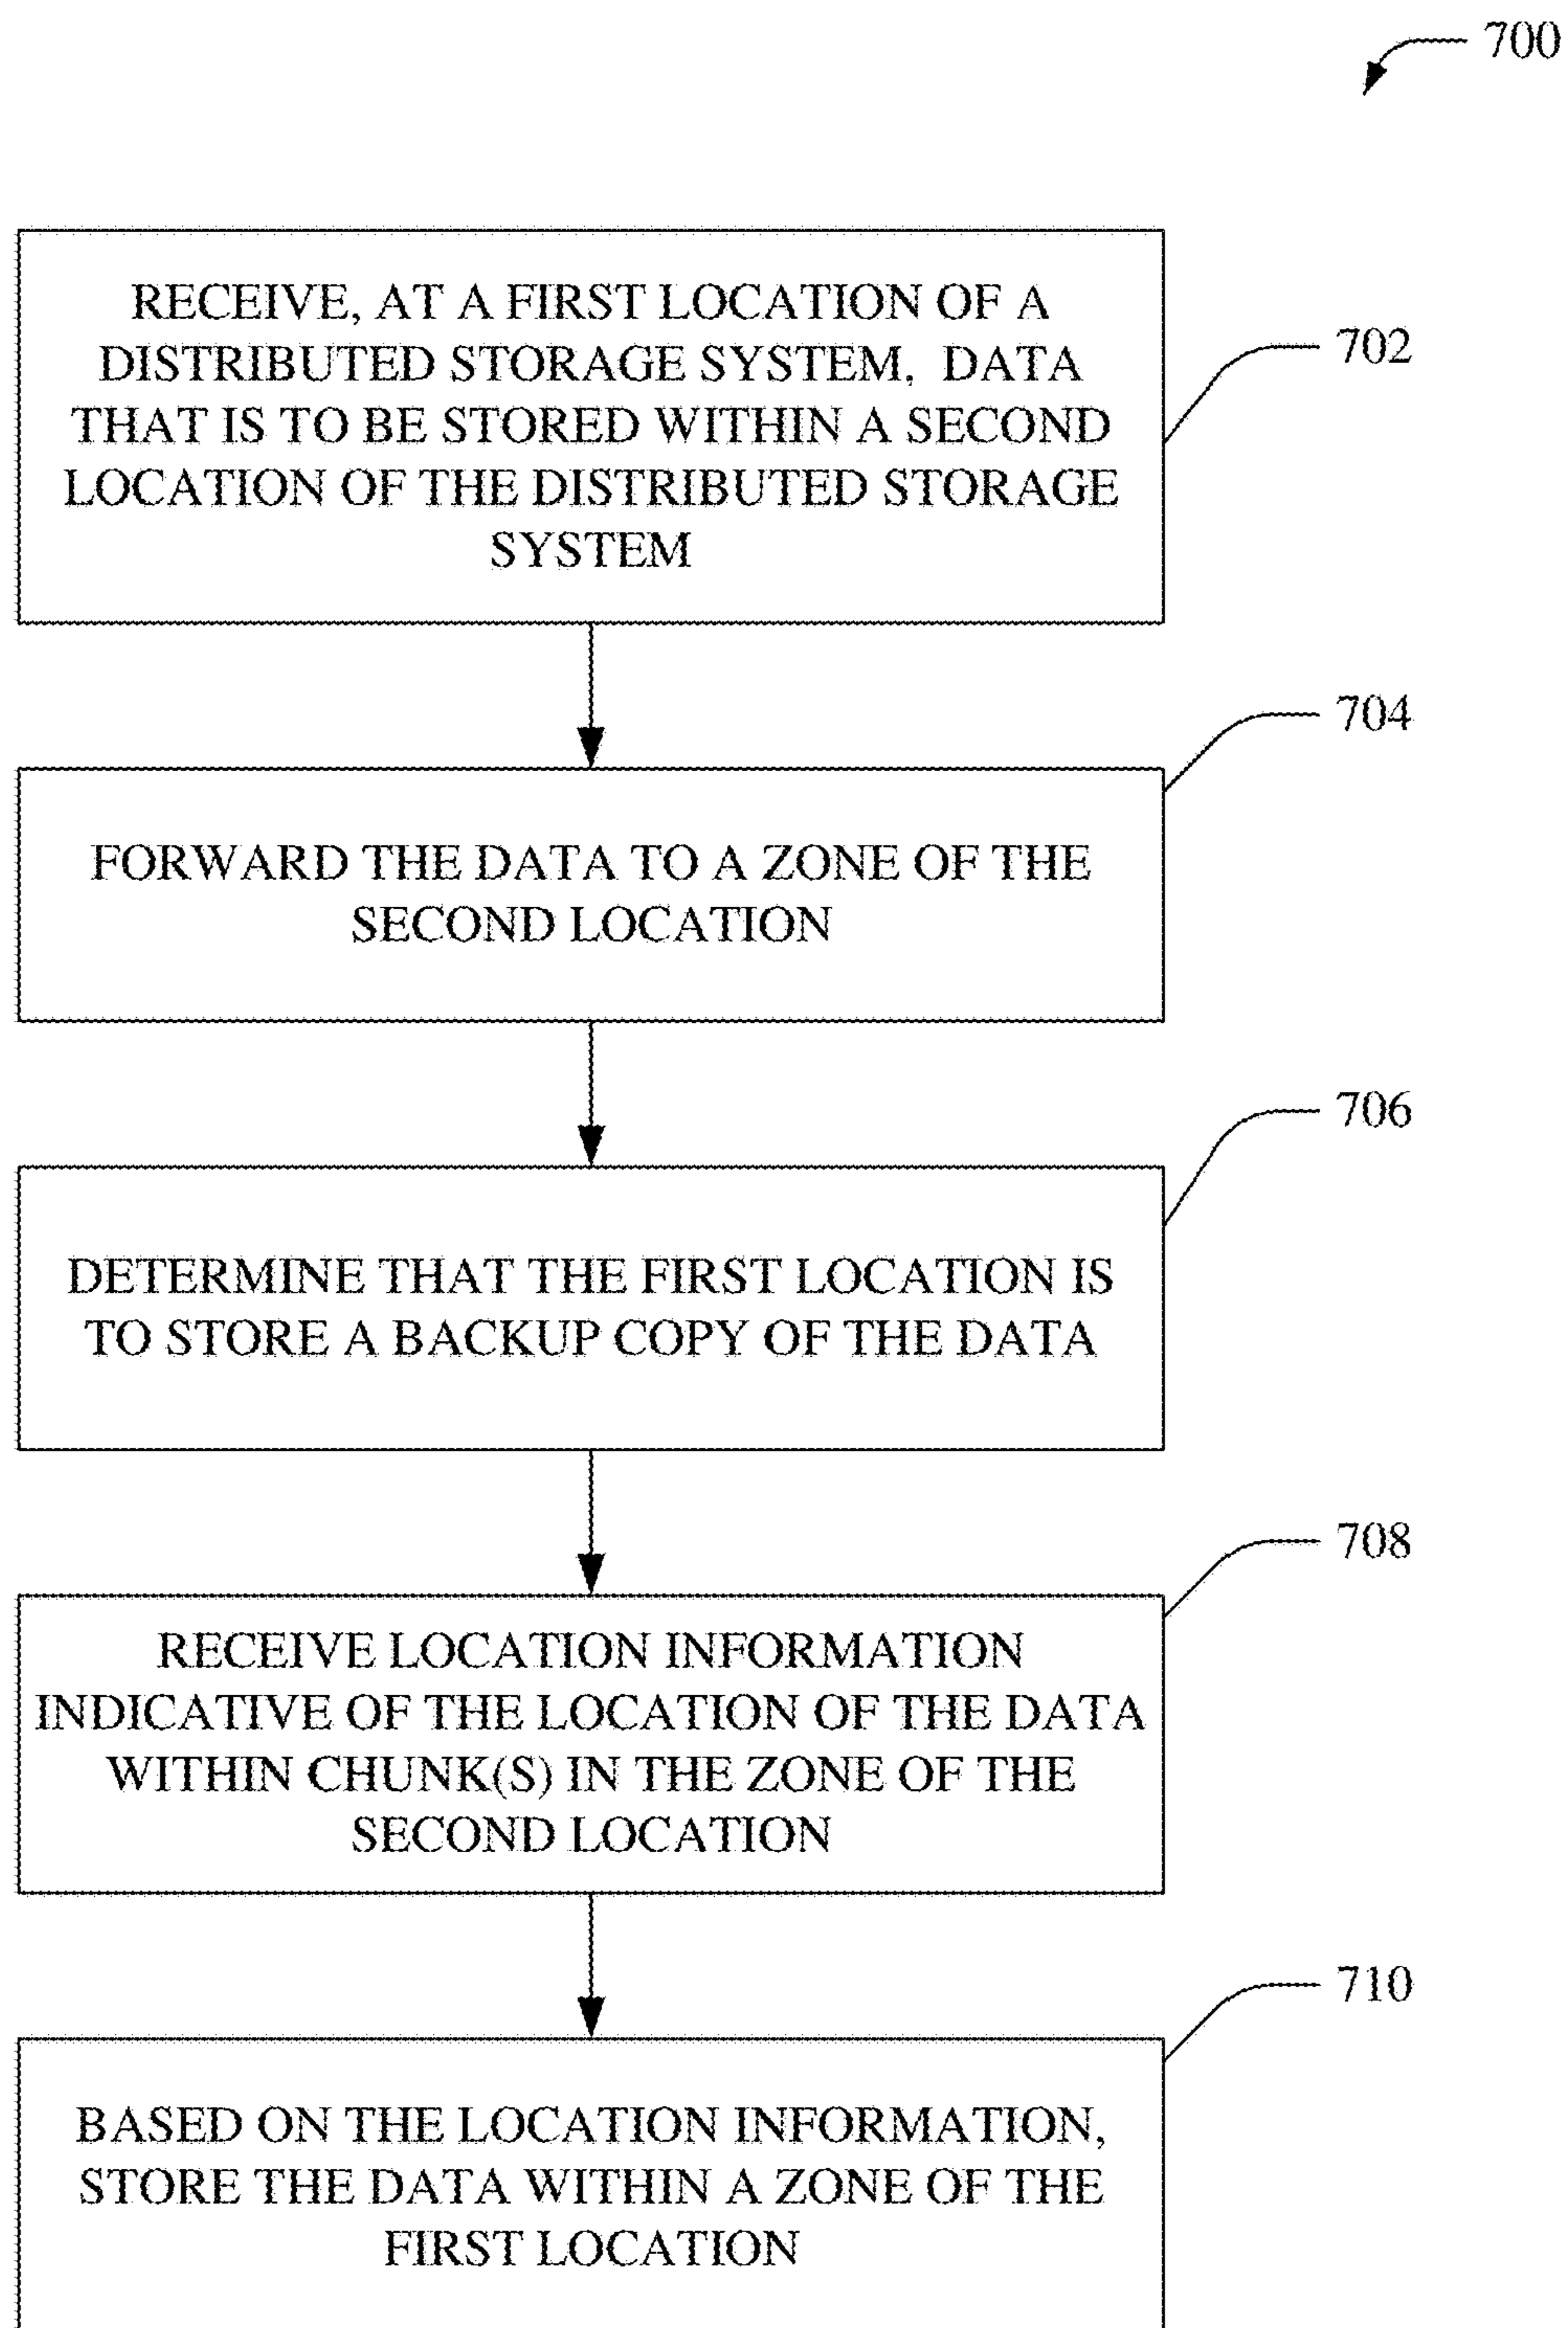 700
RECEIVE, AT A FIRST LOCATION OF A
DISTRIBUTED STORAGE SYSTEM, DATA
THAT IS TO BE STORED WITHIN A SECOND
LOCATION OF THE DISTRIBUTED STORAGE
SYSTEM
702
FORWARD THE DATA TO A ZONE OF THE
SECOND LOCATION
704
DETERMINE THAT THE FIRST LOCATION IS
TO STORE A BACKUP COPY OF THE DATA
706
RECEIVE LOCATION INFORMATION
INDICATIVE OF THE LOCATION OF THE DATA
WITHIN CHUNK(S) IN THE ZONE OF THE
SECOND LOCATION
708
BASED ON THE LOCATION INFORMATION,
STORE THE DATA WITHIN A ZONE OF THE
FIRST LOCATION
710